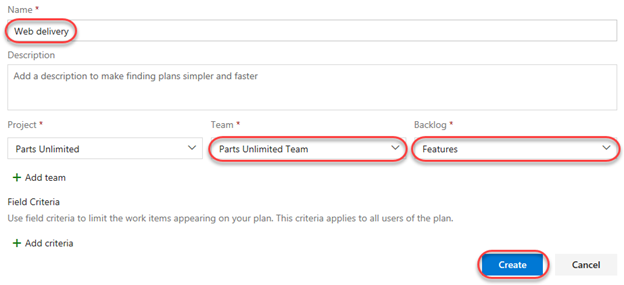 Name *
Web delivery
Description
Add a description to make finding plans simpler and faster
Project * Team * Backlog *
Parts Unlimited Parts Unlimited Team Features
+ Add team
Field Criteria
Use field criteria to limit the work items appearing on your plan. This criteria applies to all users of the plan.
+ Add criteria
Create Cancel